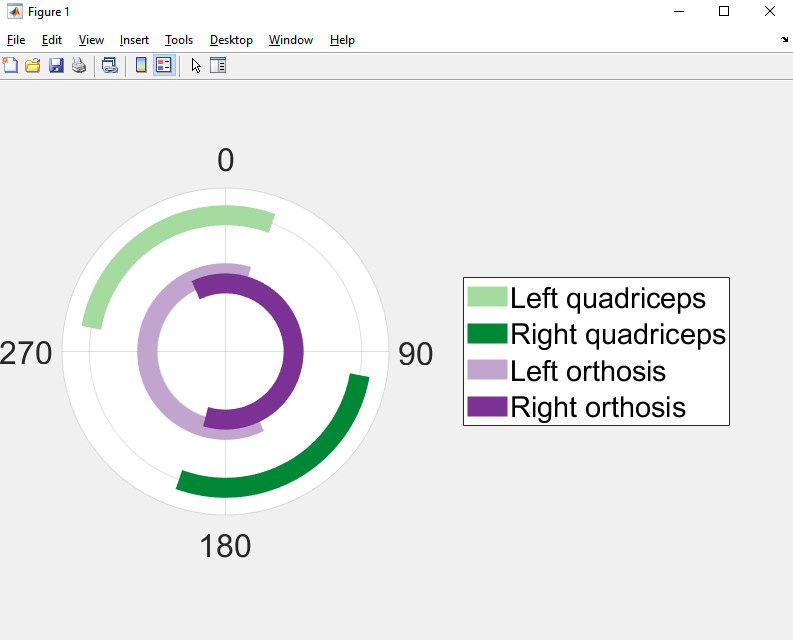 Figure 1
File Edit View Insert Tools Desktop Window Help
0
270
90
180
Left quadriceps
Right quadriceps
Left orthosis
Right orthosis